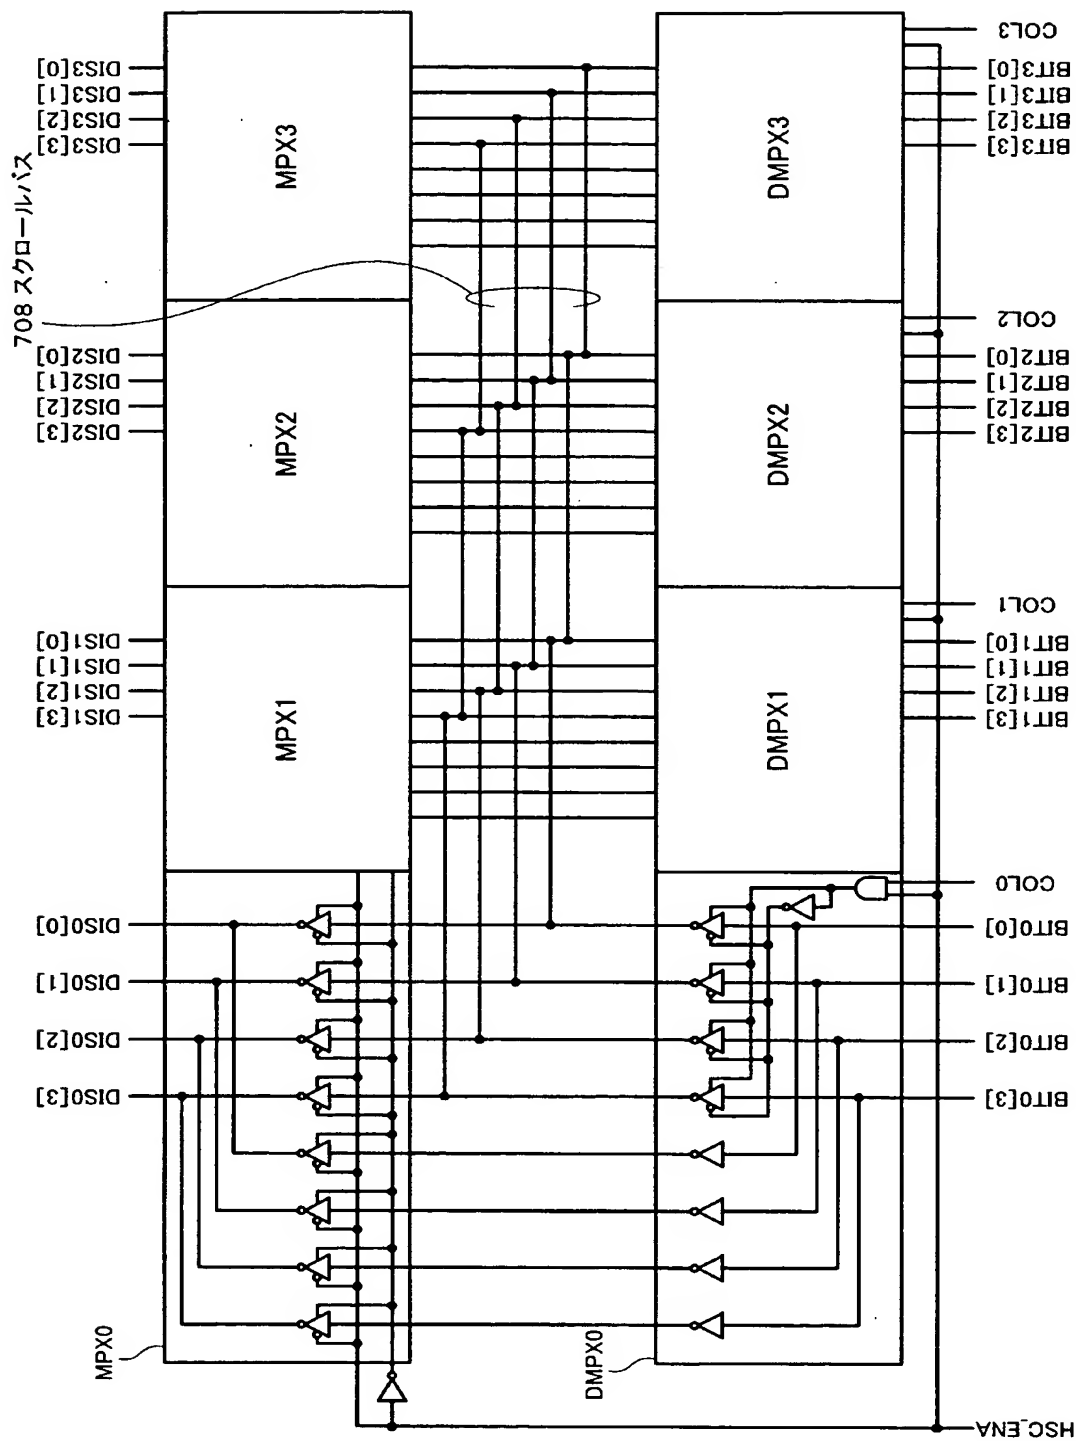 708 スクロールバス
DIS3[0]
DIS3[1]
DIS3[2]
DIS3[3]
DIS2[0]
DIS2[1]
DIS2[2]
DIS2[3]
DIS1[0]
DIS1[1]
DIS1[2]
DIS1[3]
DIS0[0]
DIS0[1]
DIS0[2]
DIS0[3]
MPX3
MPX2
MPX1
MPX0
DMPX3
DMPX2
DMPX1
DMPX0
COL3
BIT3[0]
BIT3[1]
BIT3[2]
BIT3[3]
COL2
BIT2[0]
BIT2[1]
BIT2[2]
BIT2[3]
COL1
BIT1[0]
BIT1[1]
BIT1[2]
BIT1[3]
COL0
BIT0[0]
BIT0[1]
BIT0[2]
BIT0[3]
HSC_ENA